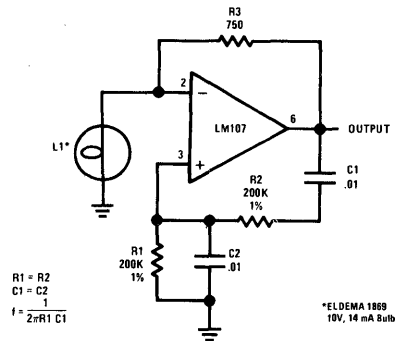 R3
750
2
−
LM107
6
OUTPUT
L1*
3
+
C1
.01
R2
200K
1%
R1
200K
1%
C2
.01
R1 = R2
C1 = C2
f = 1
2πR1 C1
*ELDEMA 1869
10V, 14 mA Bulb